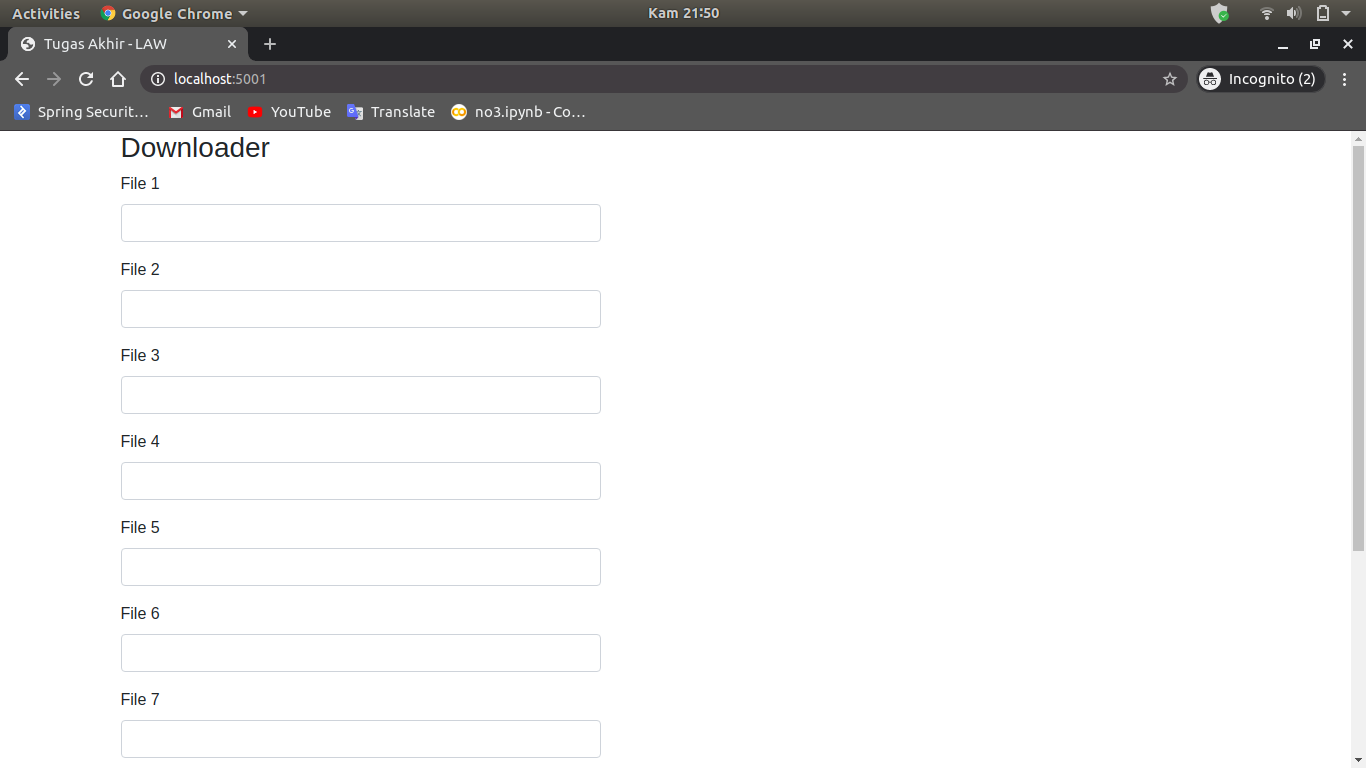 Activities Google Chrome Kam 21:50
Tugas Akhir - LAW
localhost:5001 Incognito (2)
Spring Securit… Gmail YouTube Translate no3.ipynb - Co…
Downloader
File 1
File 2
File 3
File 4
File 5
File 6
File 7